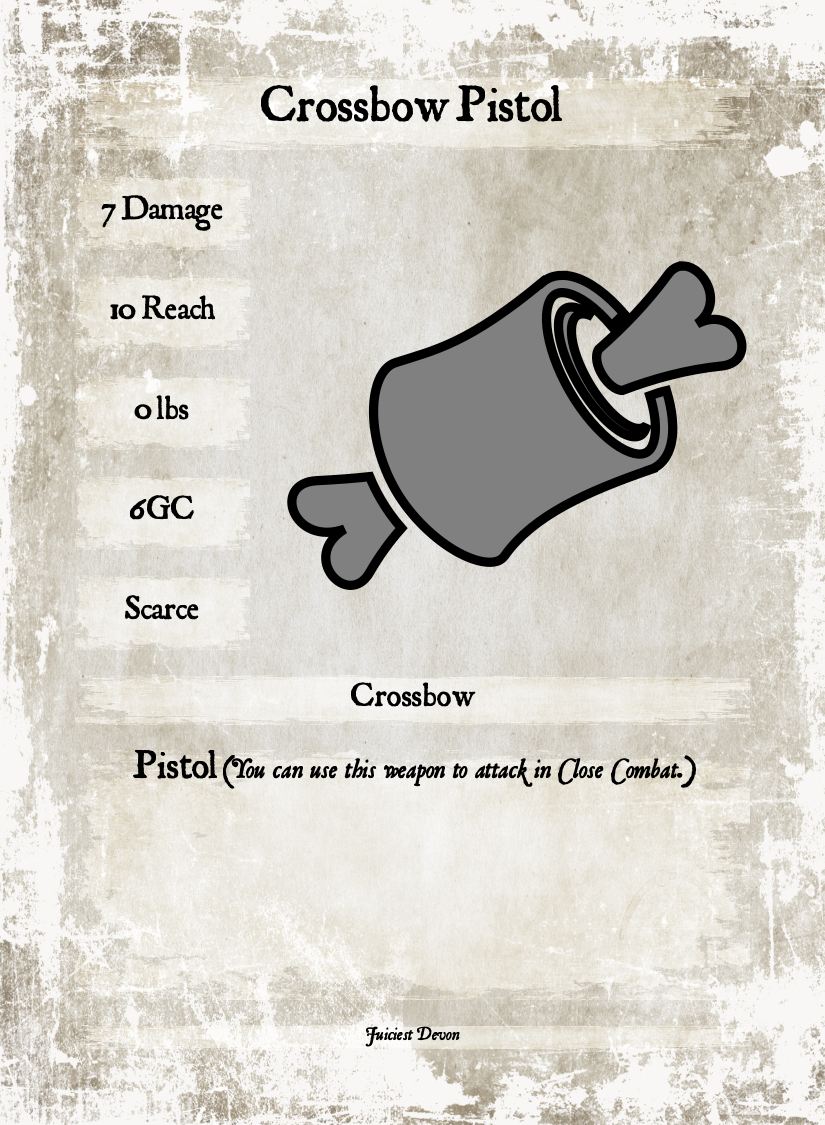 Crossbow Pistol
7 Damage
10 Reach
0 lbs
6GC
Scarce
Crossbow
Pistol (You can use this weapon to attack in Close Combat.)
Juiciest Devon